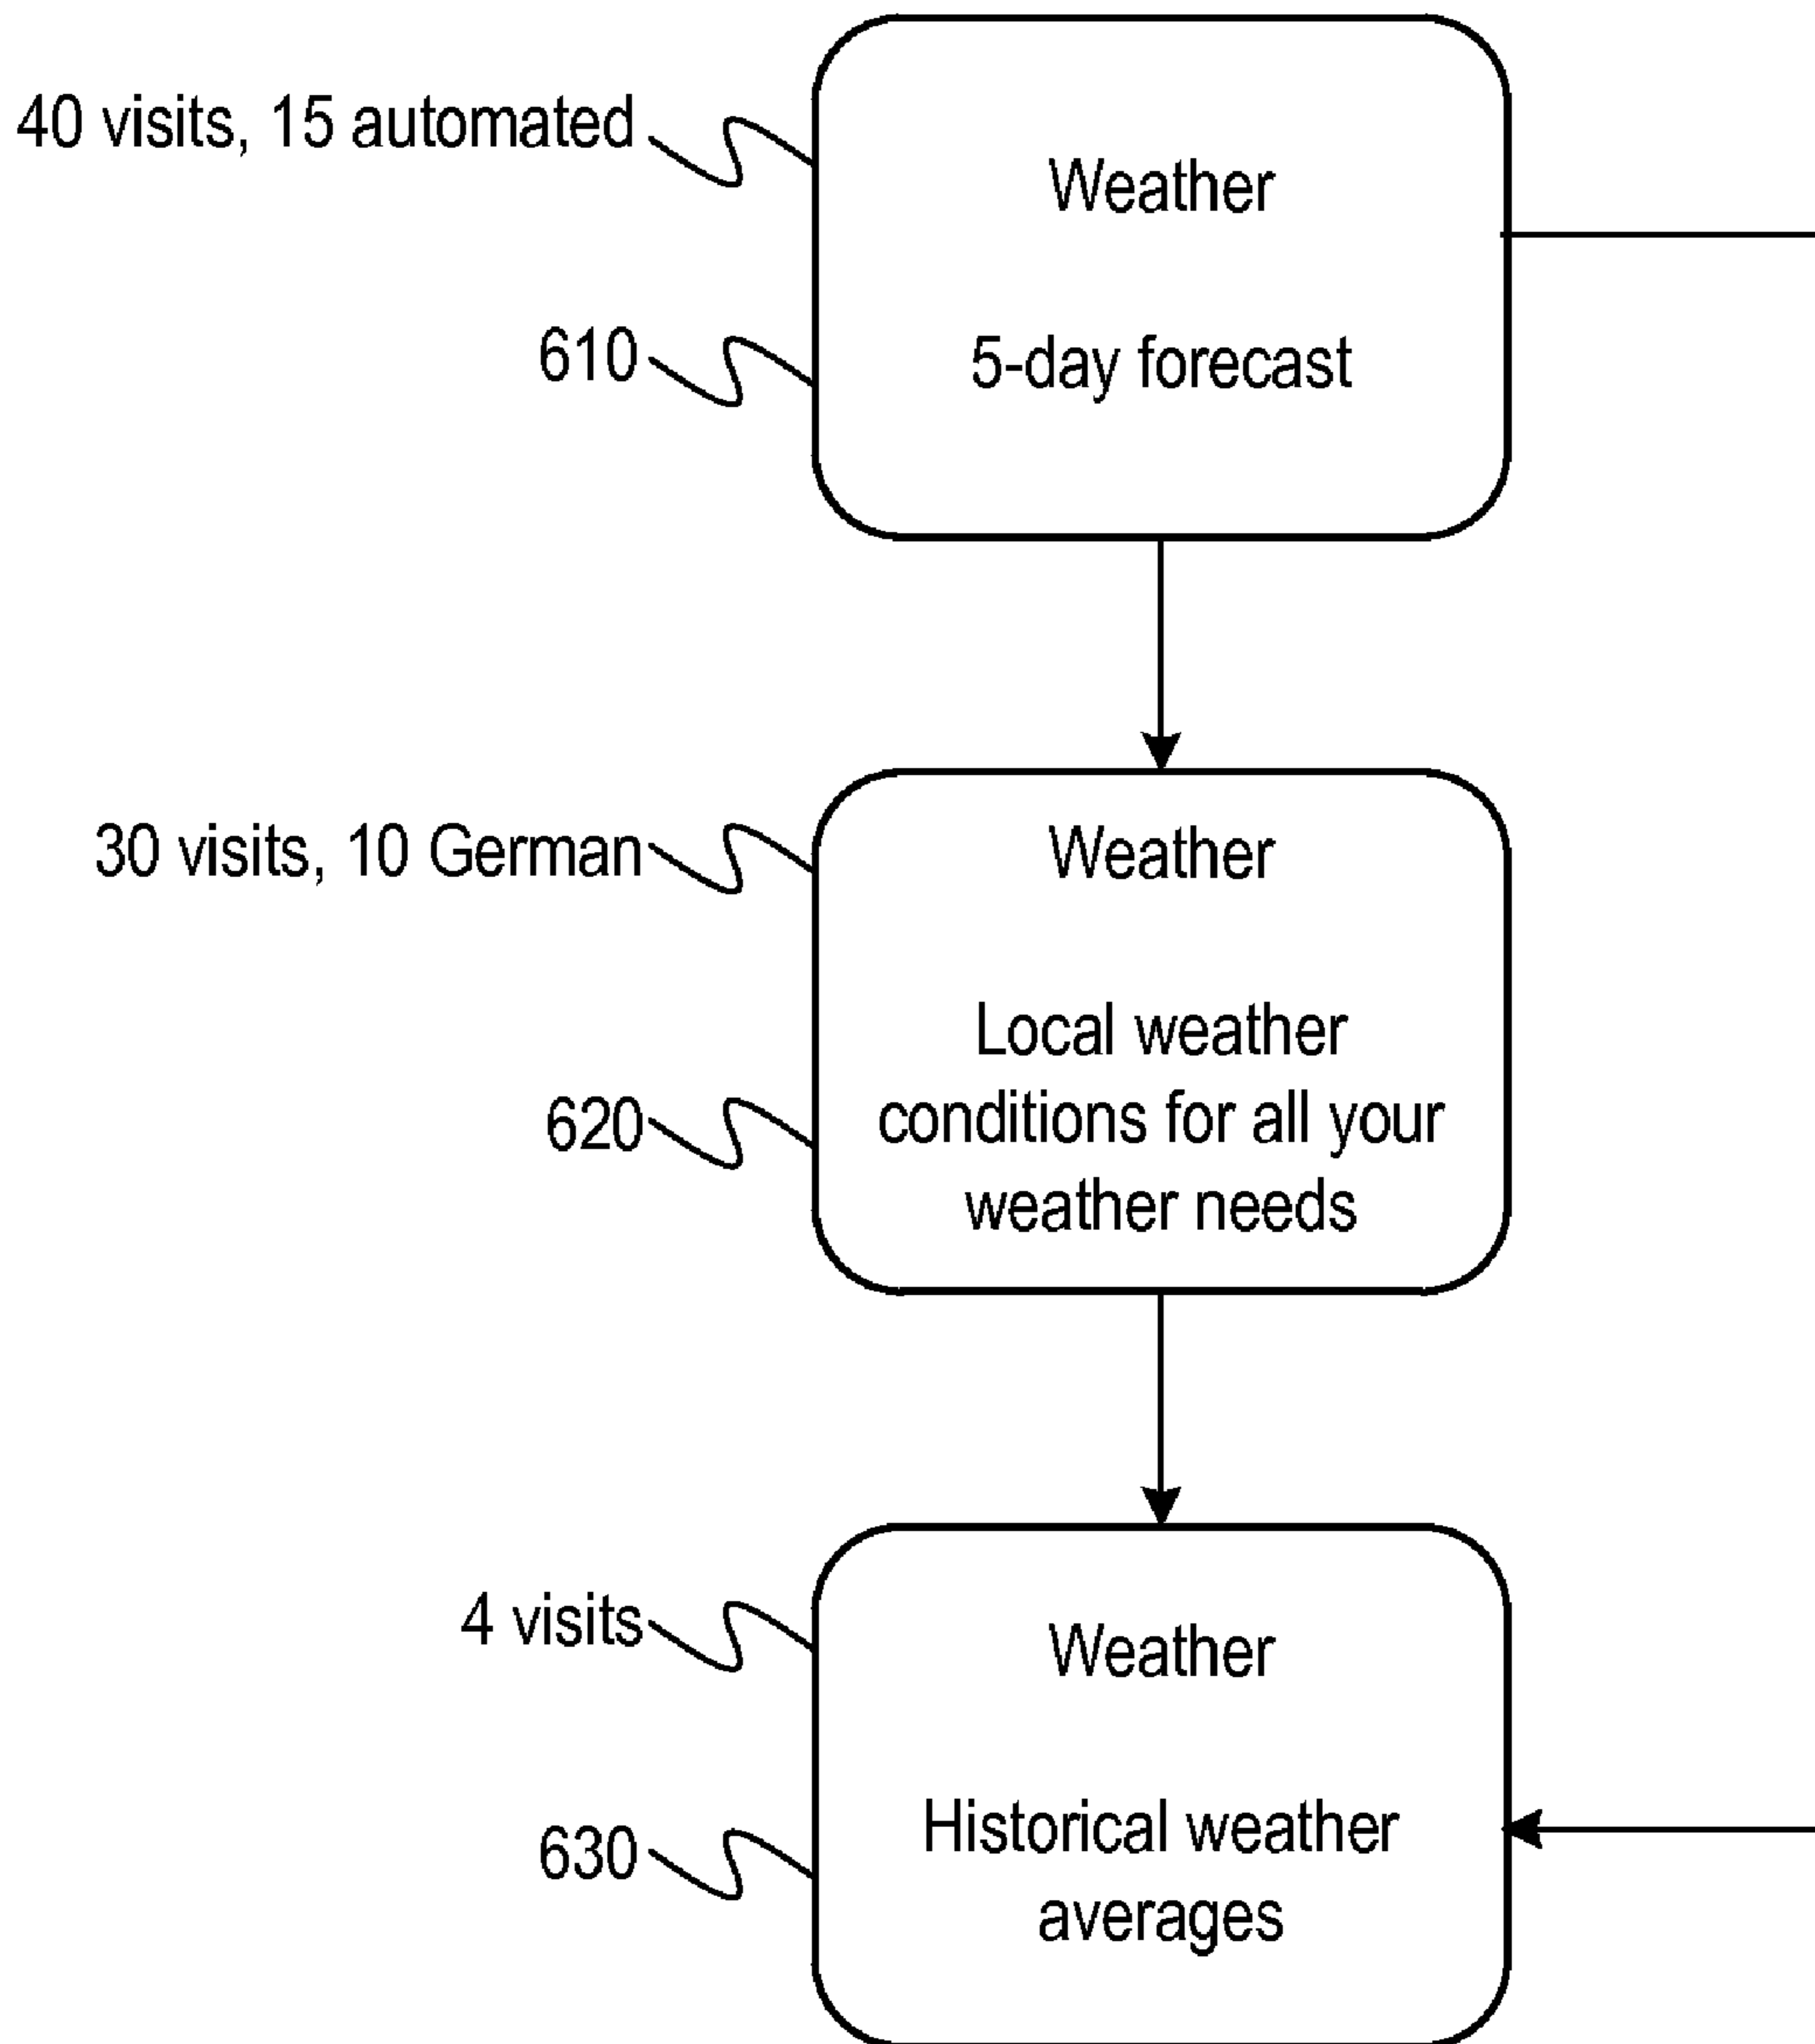 40 visits, 15 automated
Weather
610
5-day forecast
30 visits, 10 German
Weather
Local weather
620
conditions for all your
weather needs
4 visits
Weather
630
Historical weather
averages